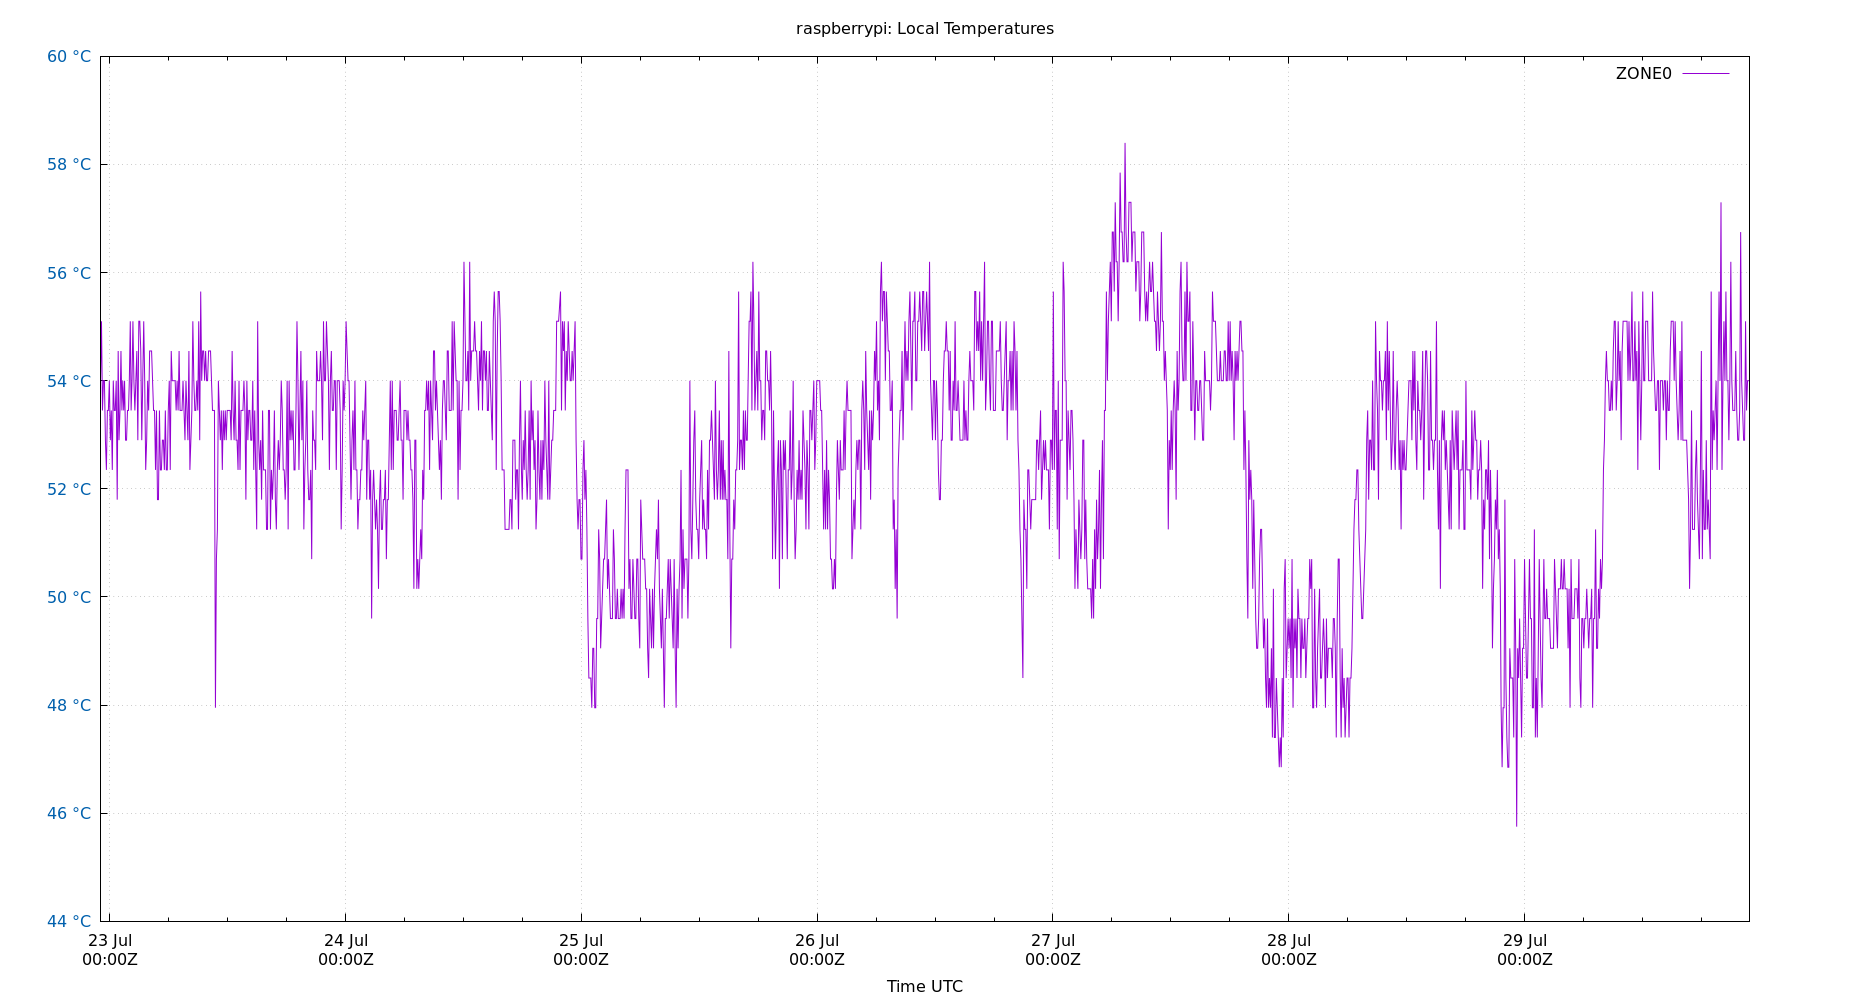 raspberrypi: Local Temperatures
60 °C
ZONE0
58 °C
56 °C
54 °C
52 °C
50 °C
48 °C
46 °C
44 °C
23 Jul 24 Jul 25 Jul 26 Jul 27 Jul 28 Jul 29 Jul
00:00Z 00:00Z 00:00Z 00:00Z 00:00Z 00:00Z 00:00Z
Time UTC